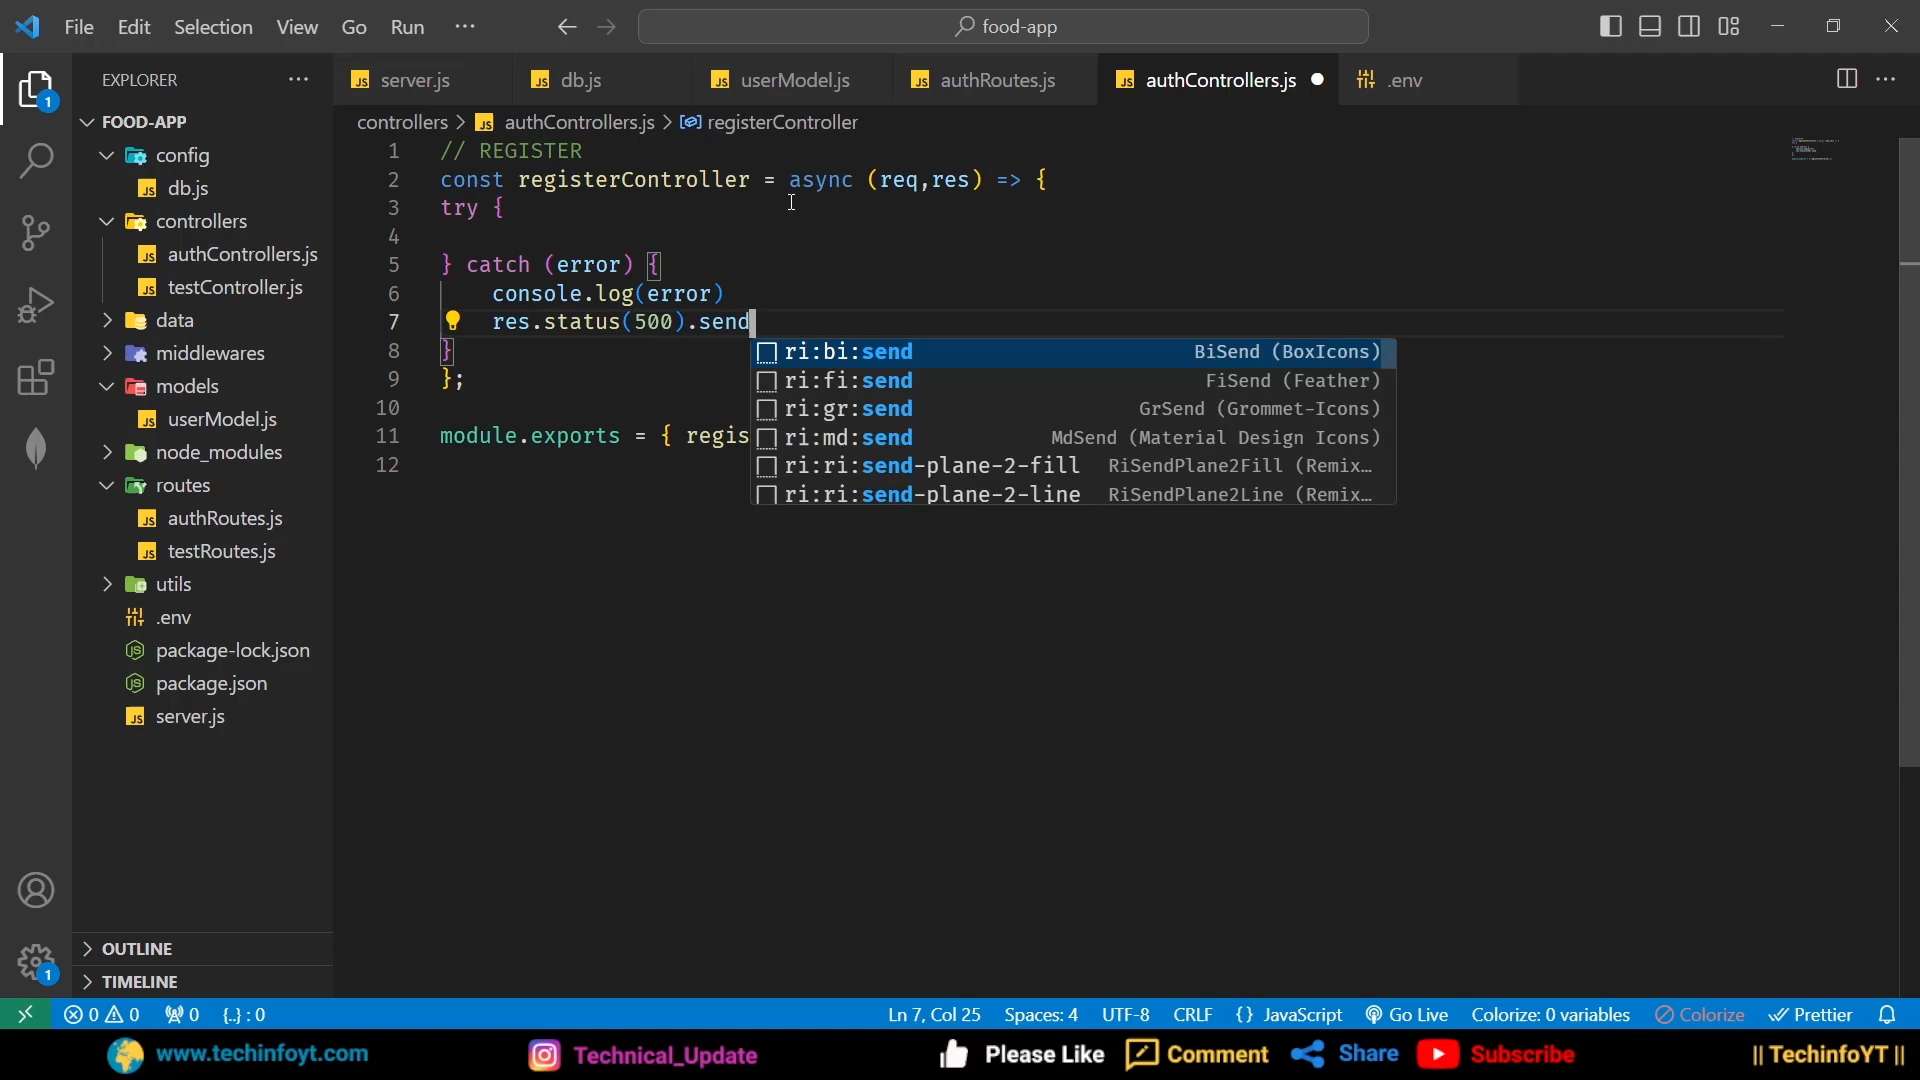 File Edit Selection View Go Run ··· food-app
EXPLORER ···
server.js db.js userModel.js authRoutes.js authControllers.js .env ···
FOOD-APP
config
db.js
controllers
authControllers.js
testController.js
data
middlewares
models
userModel.js
node_modules
routes
authRoutes.js
testRoutes.js
utils
.env
package-lock.json
package.json
server.js
OUTLINE
TIMELINE
1
1
controllers > authControllers.js > registerController
1 // REGISTER
2 const registerController = async (req,res) => {
3 try {
4
5 } catch (error) {
6 console.log(error)
7 res.status(500).send
8 }
9 };
10
11 module.exports = { regis
12
ri:bi:send BiSend (BoxIcons)
ri:fi:send FiSend (Feather)
ri:gr:send GrSend (Grommet-Icons)
ri:md:send MdSend (Material Design Icons)
ri:ri:send-plane-2-fill RiSendPlane2Fill (Remix…
ri:ri:send-plane-2-line RiSendPlane2Line (Remix…
0 0 0 {..} : 0 Ln 7, Col 25 Spaces: 4 UTF-8 CRLF {} JavaScript Go Live Colorize: 0 variables Colorize Prettier
www.techinfoyt.com Technical_Update Please Like Comment Share Subscribe || TechinfoYT ||